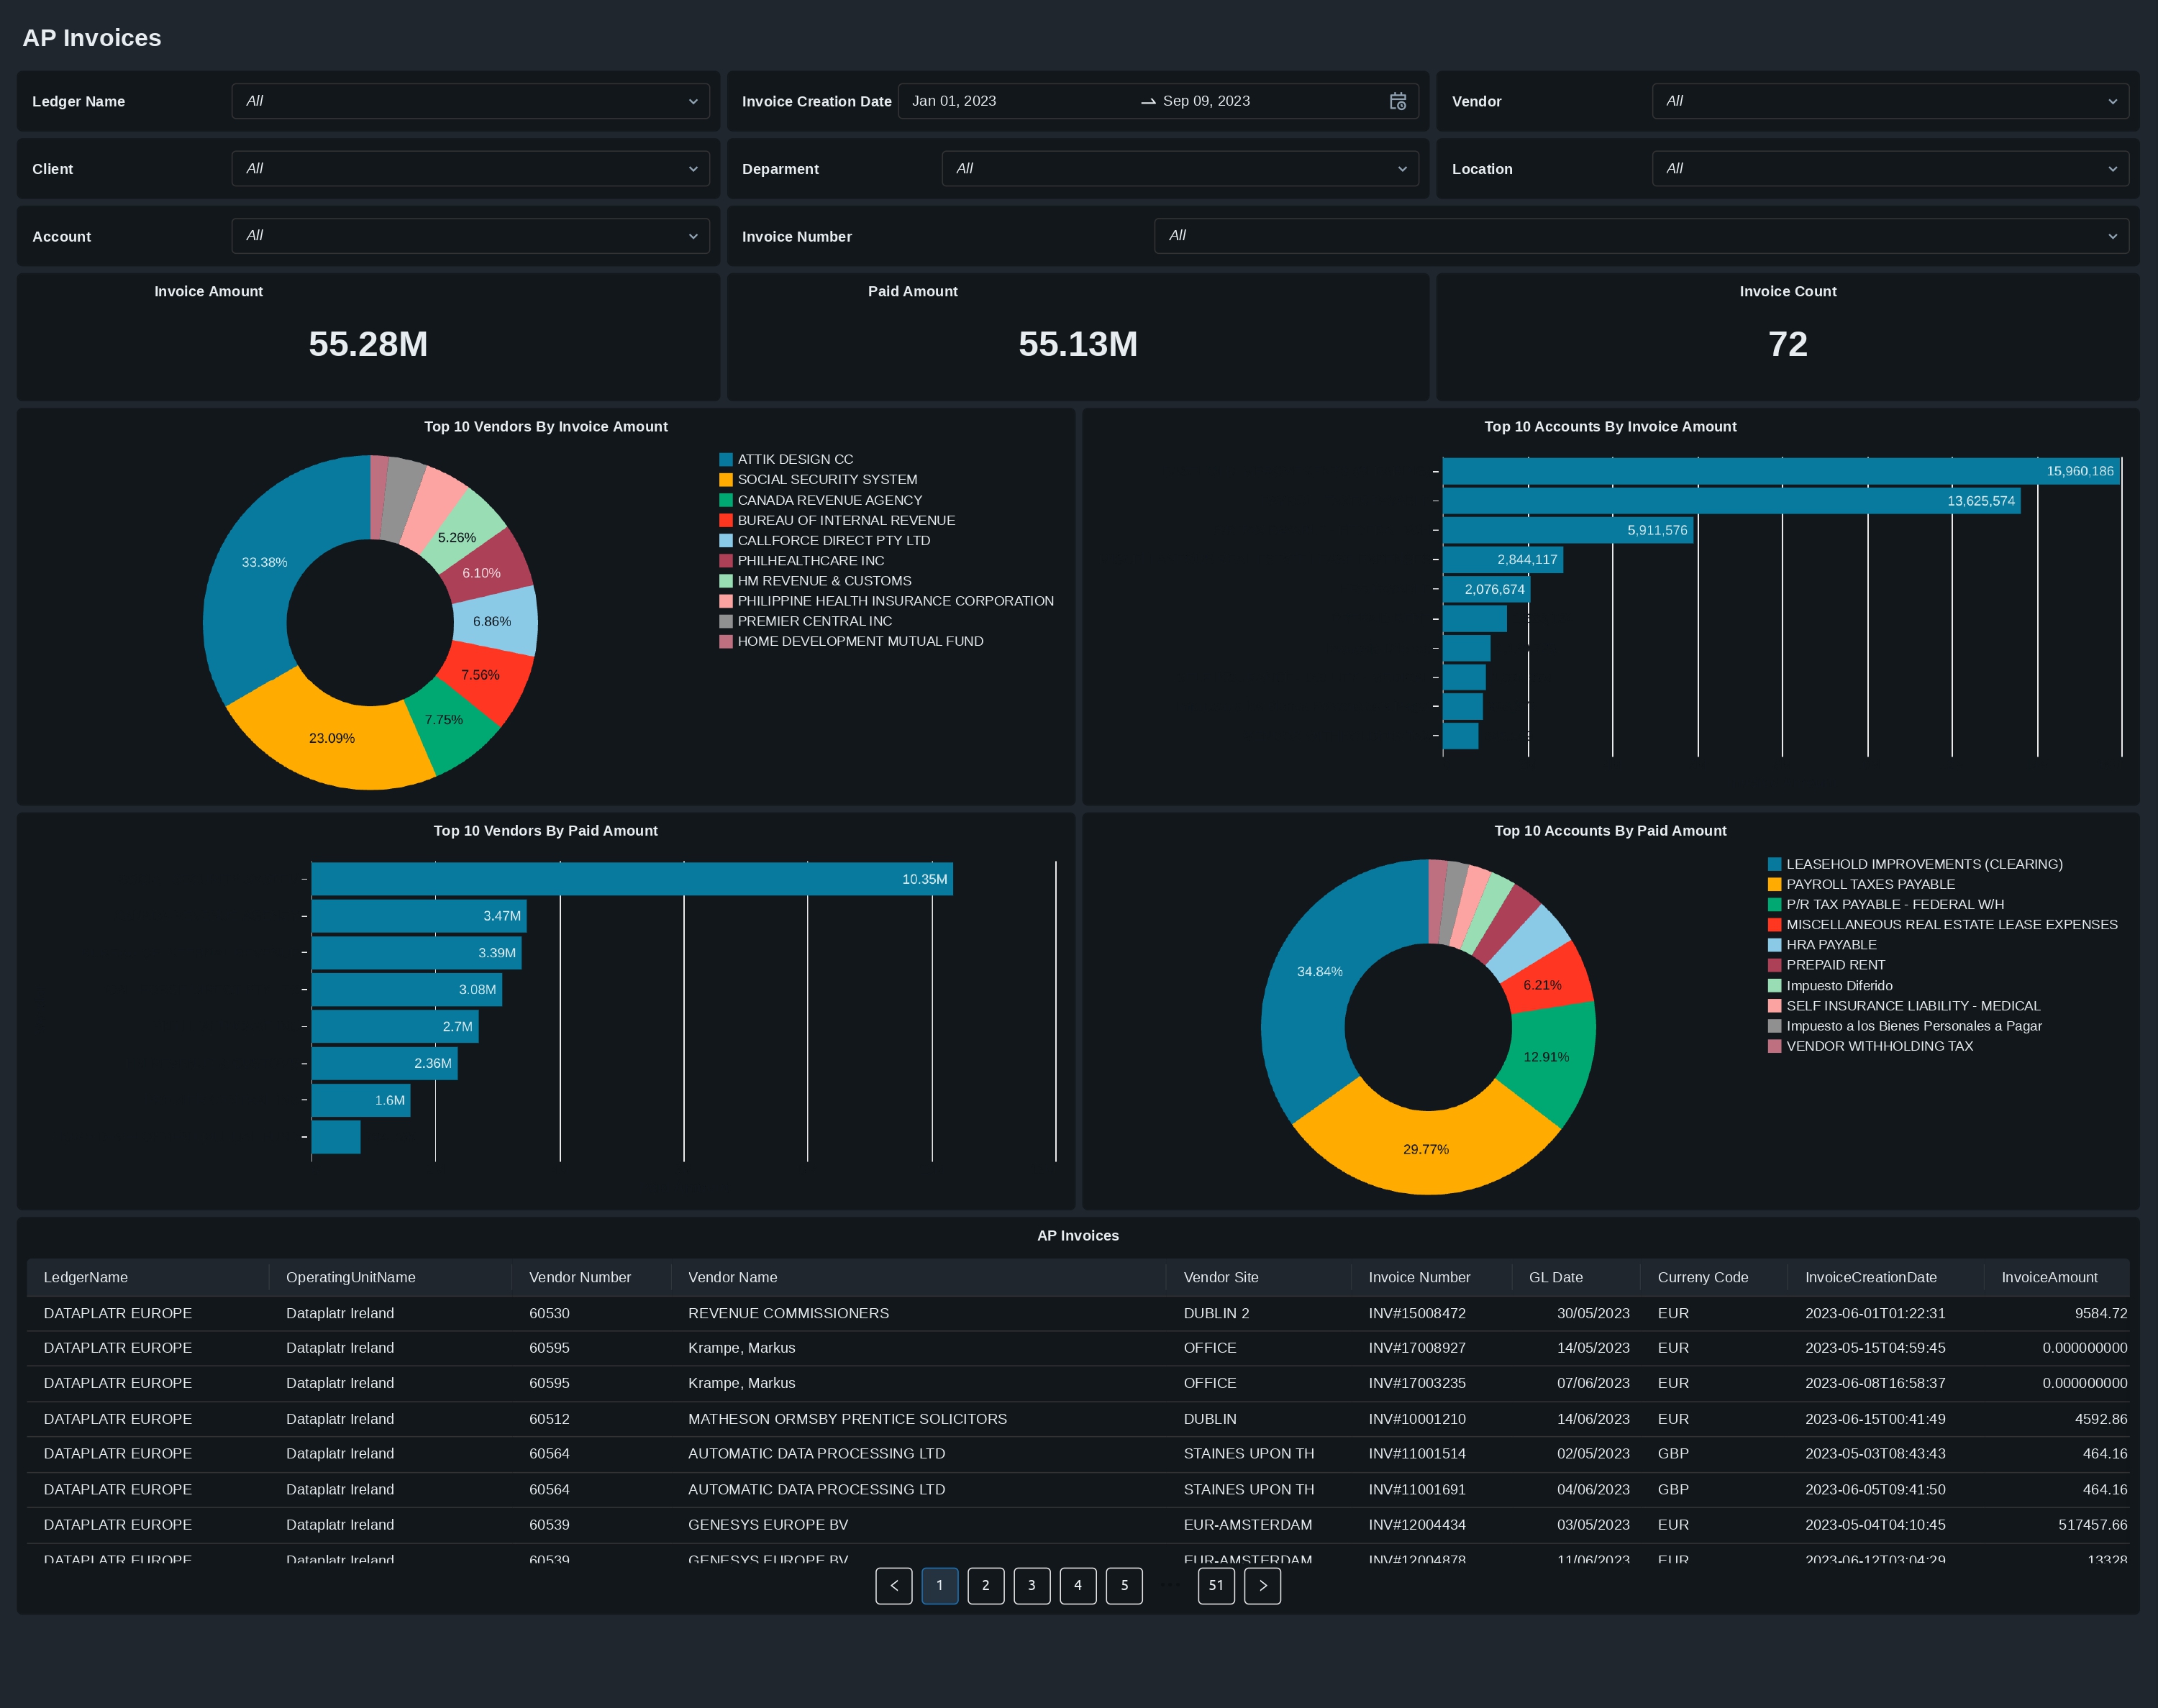 AP Invoices
Ledger Name All
Invoice Creation Date Jan 01, 2023 Sep 09, 2023
Vendor All
Client All
Deparment All
Location All
Account All
Invoice Number All
Invoice Amount
55.28M
Paid Amount
55.13M
Invoice Count
72
Top 10 Vendors By Invoice Amount
33.38%
23.09%
7.75%
7.56%
6.86%
6.10%
5.26%
ATTIK DESIGN CC
SOCIAL SECURITY SYSTEM
CANADA REVENUE AGENCY
BUREAU OF INTERNAL REVENUE
CALLFORCE DIRECT PTY LTD
PHILHEALTHCARE INC
HM REVENUE & CUSTOMS
PHILIPPINE HEALTH INSURANCE CORPORATION
PREMIER CENTRAL INC
HOME DEVELOPMENT MUTUAL FUND
Top 10 Accounts By Invoice Amount
15,960,186
13,625,574
5,911,576
2,844,117
2,076,674
Top 10 Vendors By Paid Amount
10.35M
3.47M
3.39M
3.08M
2.7M
2.36M
1.6M
Top 10 Accounts By Paid Amount
34.84%
29.77%
12.91%
6.21%
LEASEHOLD IMPROVEMENTS (CLEARING)
PAYROLL TAXES PAYABLE
P/R TAX PAYABLE - FEDERAL W/H
MISCELLANEOUS REAL ESTATE LEASE EXPENSES
HRA PAYABLE
PREPAID RENT
Impuesto Diferido
SELF INSURANCE LIABILITY - MEDICAL
Impuesto a los Bienes Personales a Pagar
VENDOR WITHHOLDING TAX
AP Invoices
LedgerName OperatingUnitName Vendor Number Vendor Name Vendor Site Invoice Number GL Date Curreny Code InvoiceCreationDate InvoiceAmount
DATAPLATR EUROPE Dataplatr Ireland 60530 REVENUE COMMISSIONERS DUBLIN 2 INV#15008472 30/05/2023 EUR 2023-06-01T01:22:31 9584.72
DATAPLATR EUROPE Dataplatr Ireland 60595 Krampe, Markus OFFICE INV#17008927 14/05/2023 EUR 2023-05-15T04:59:45 0.000000000
DATAPLATR EUROPE Dataplatr Ireland 60595 Krampe, Markus OFFICE INV#17003235 07/06/2023 EUR 2023-06-08T16:58:37 0.000000000
DATAPLATR EUROPE Dataplatr Ireland 60512 MATHESON ORMSBY PRENTICE SOLICITORS DUBLIN INV#10001210 14/06/2023 EUR 2023-06-15T00:41:49 4592.86
DATAPLATR EUROPE Dataplatr Ireland 60564 AUTOMATIC DATA PROCESSING LTD STAINES UPON TH INV#11001514 02/05/2023 GBP 2023-05-03T08:43:43 464.16
DATAPLATR EUROPE Dataplatr Ireland 60564 AUTOMATIC DATA PROCESSING LTD STAINES UPON TH INV#11001691 04/06/2023 GBP 2023-06-05T09:41:50 464.16
DATAPLATR EUROPE Dataplatr Ireland 60539 GENESYS EUROPE BV EUR-AMSTERDAM INV#12004434 03/05/2023 EUR 2023-05-04T04:10:45 517457.66
DATAPLATR EUROPE Dataplatr Ireland 60539 GENESYS EUROPE BV EUR-AMSTERDAM INV#12004878 11/06/2023 EUR 2023-06-12T03:04:29 13328
1 2 3 4 5 51